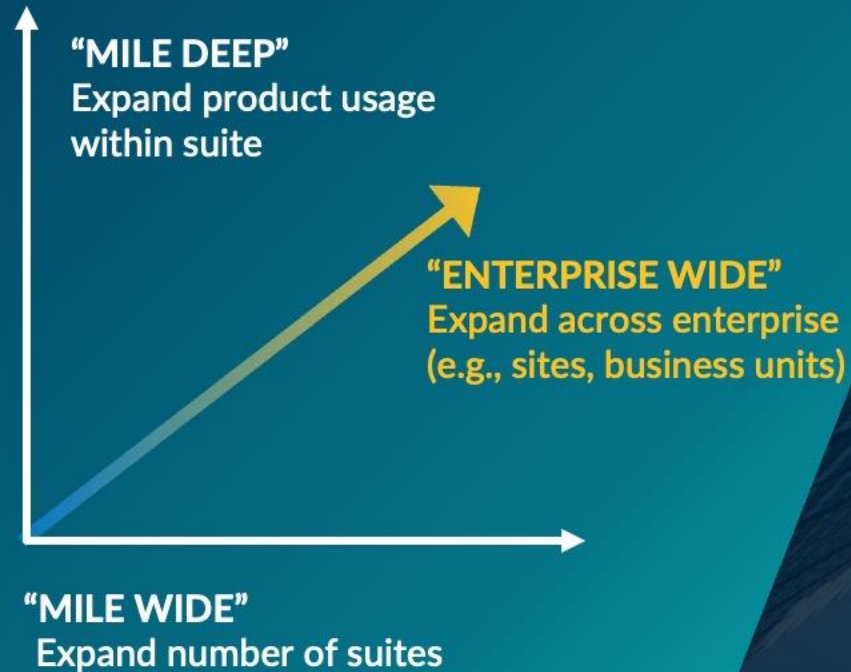 “MILE DEEP”
Expand product usage
within suite
“ENTERPRISE WIDE”
Expand across enterprise
(e.g., sites, business units)
“MILE WIDE”
Expand number of suites